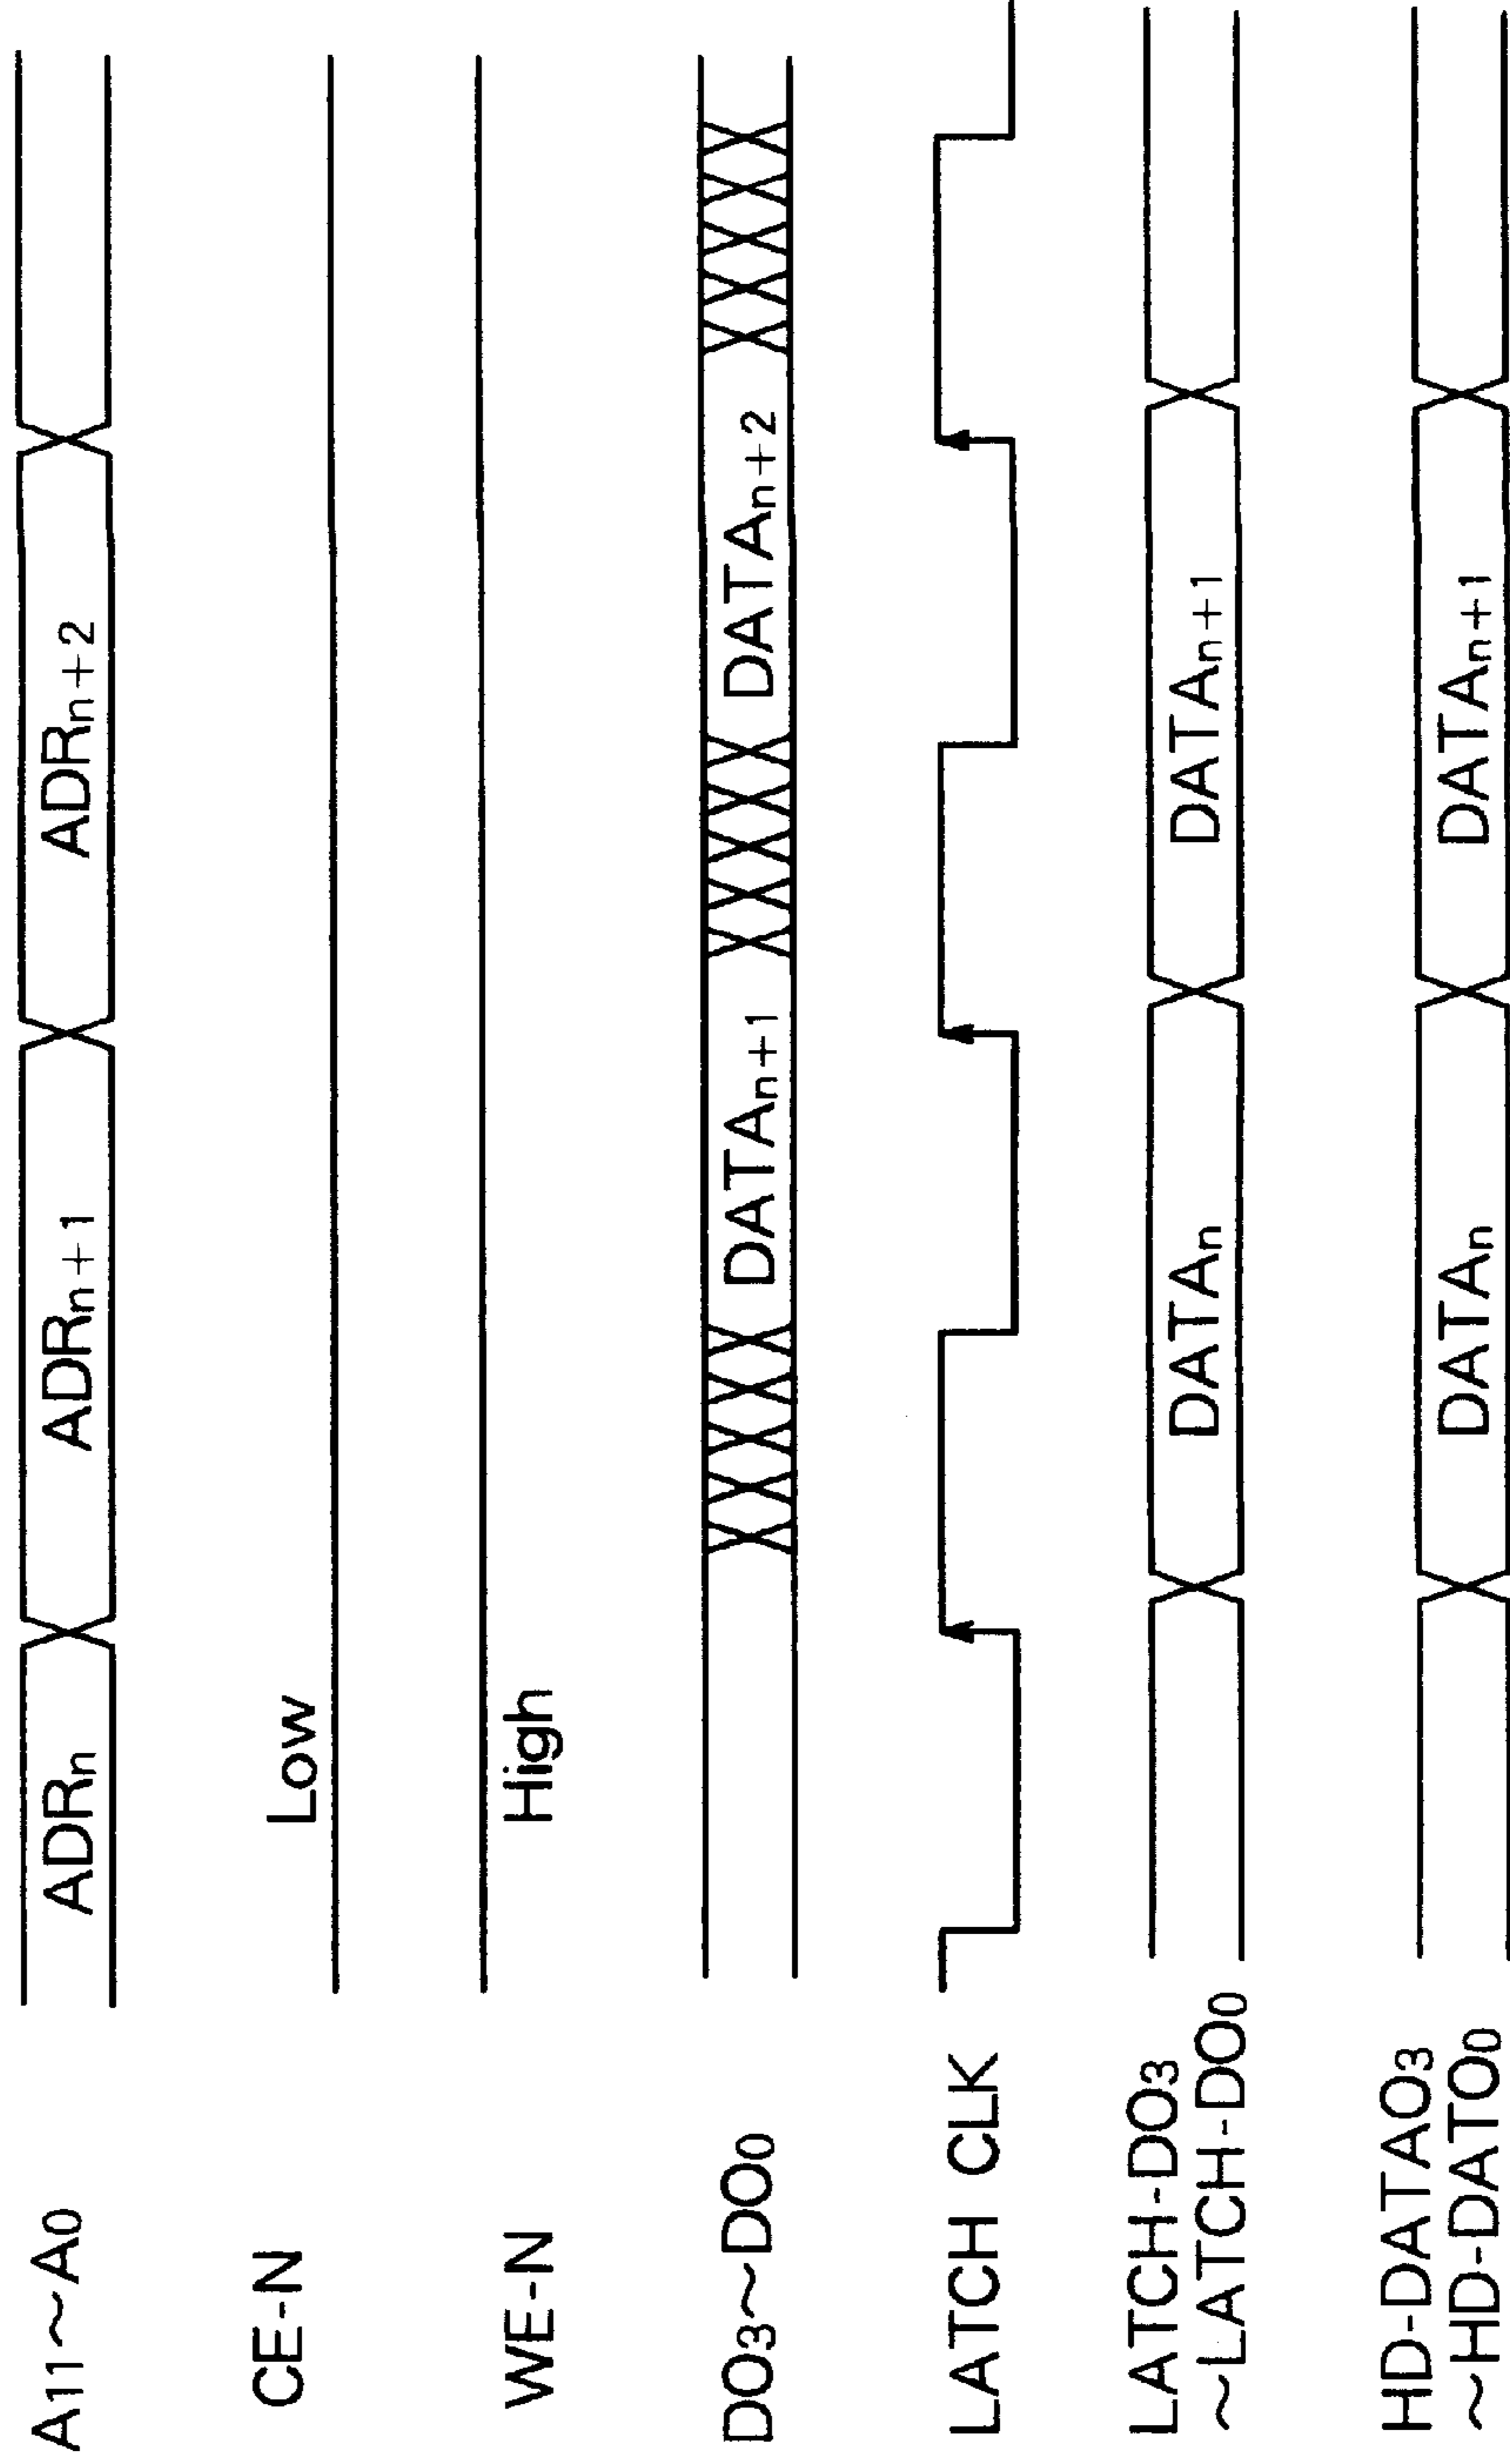 A11～A0 ADRn ADRn+1 ADRn+2
CE-N Low
WE-N High
DO3～DO0 DATAn+1 DATAn+2
LATCH CLK
LATCH-DO3
～LATCH-DO0 DATAn DATAn+1
HD-DATAO3
～HD-DATO0 DATAn DATAn+1